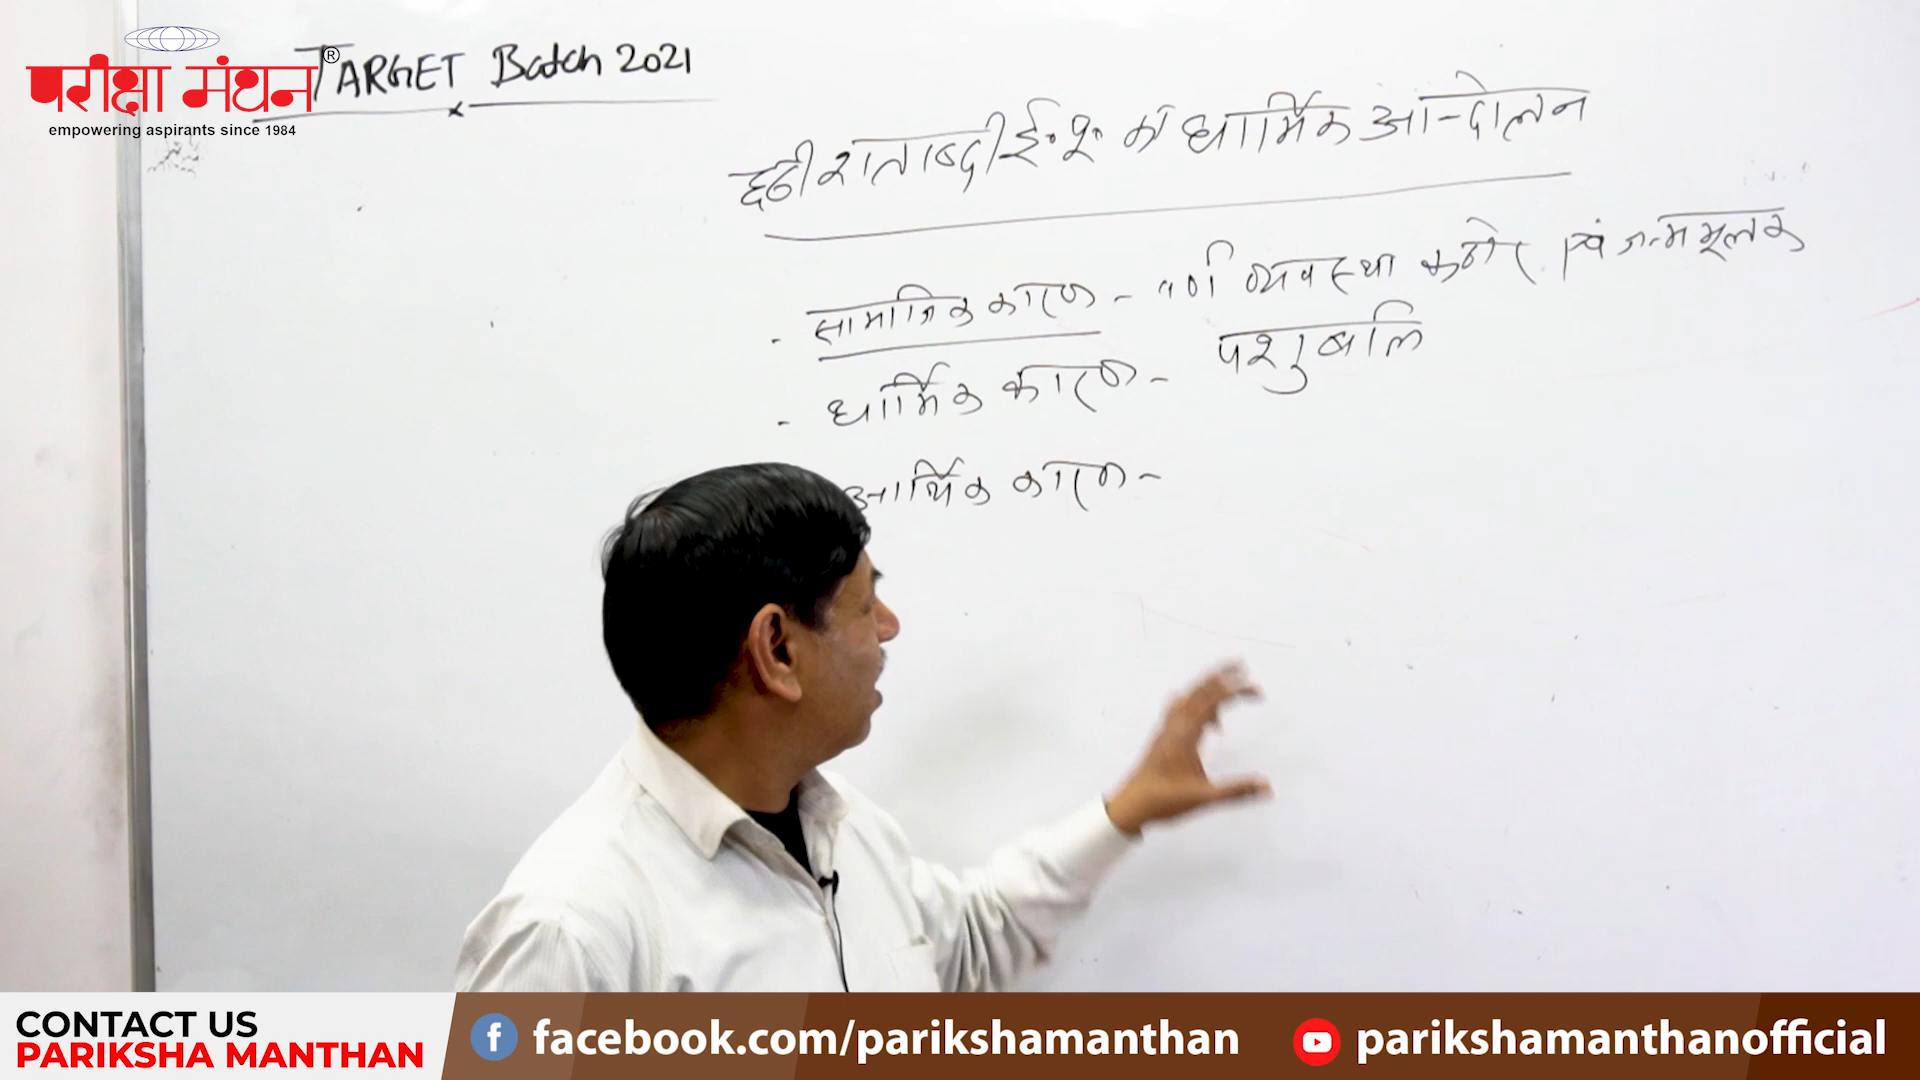 परीक्षा मंथन®
empowering aspirants since 1984
TARGET Batch 2021
छठी शताब्दी ई॰ पू॰ के धार्मिक आन्दोलन
- सामाजिक कारण - वर्ण व्यवस्था कठोर एवं जन्ममूलक
- धार्मिक कारण - पशुबलि
आर्थिक कारण -
CONTACT US
PARIKSHA MANTHAN
facebook.com/parikshamanthan
parikshamanthanofficial